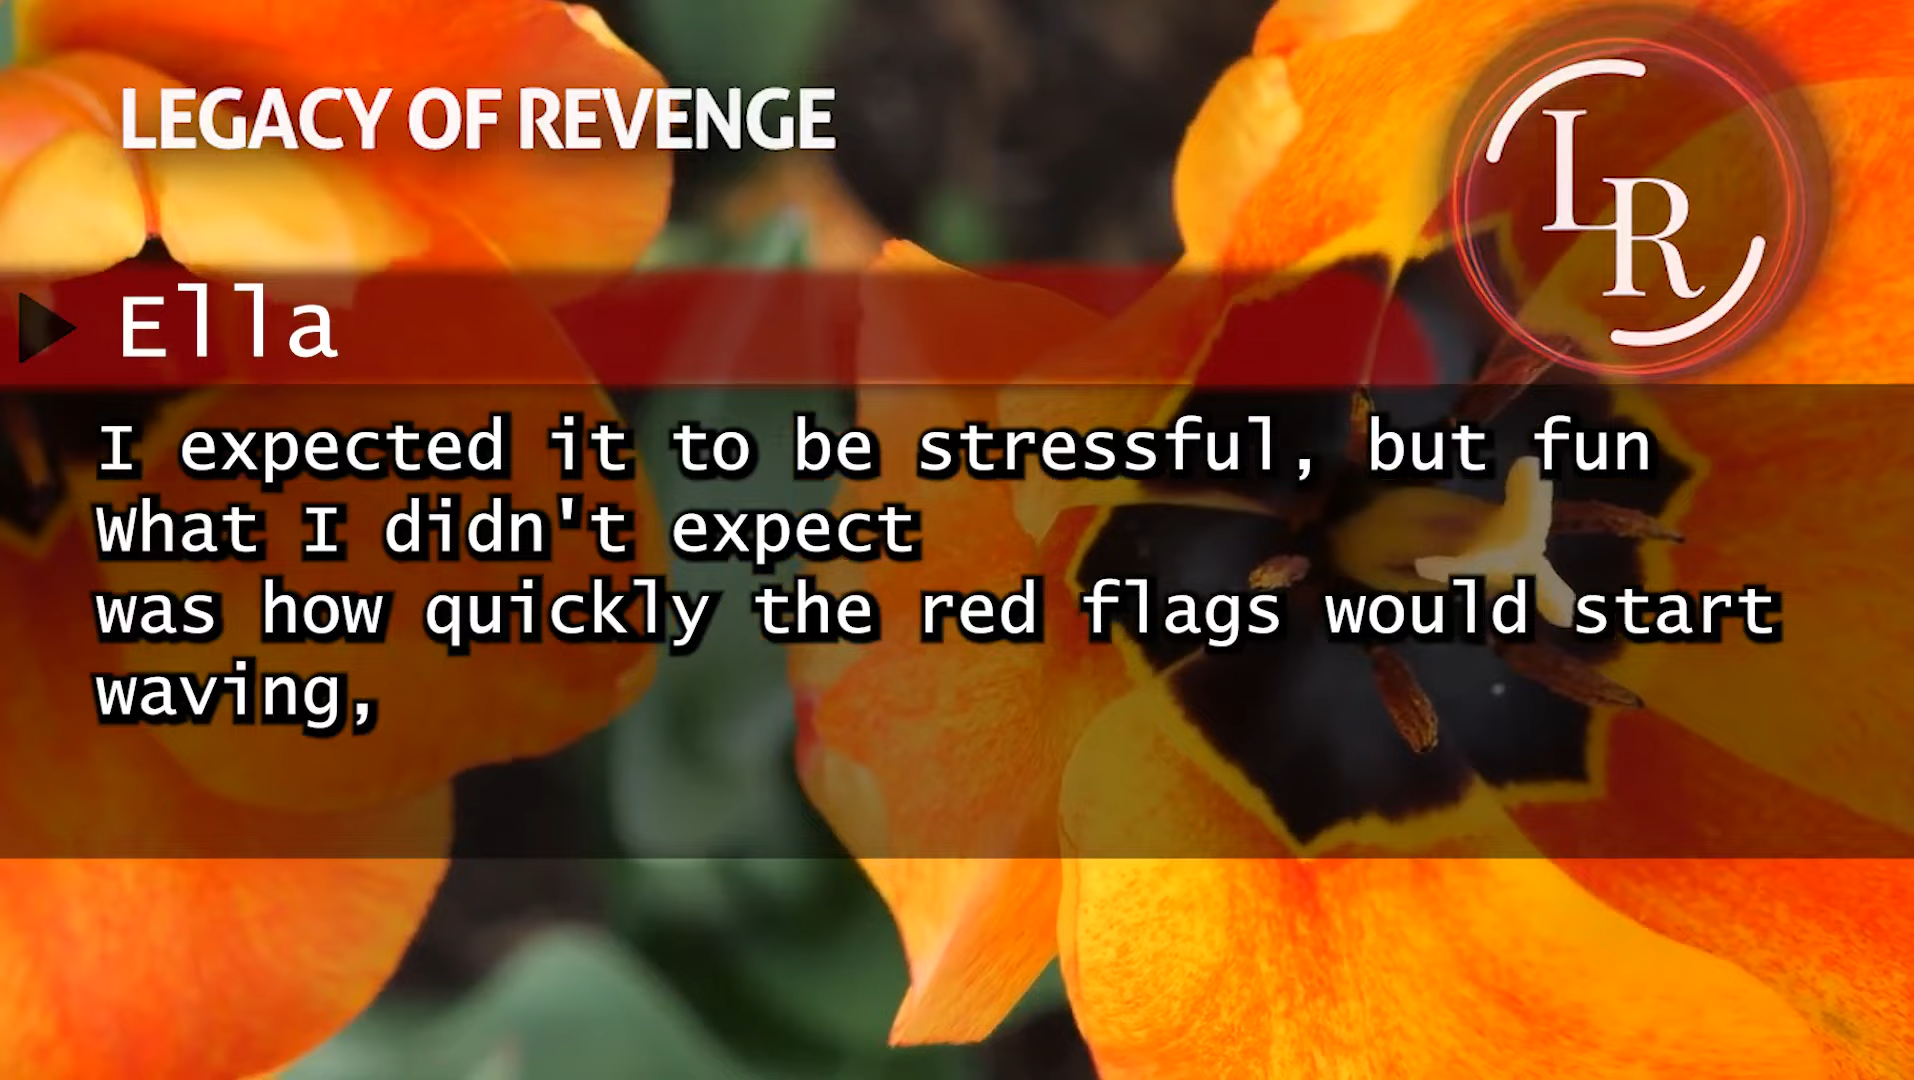 LEGACY OF REVENGE
LR
Ella
I expected it to be stressful, but fun
What I didn't expect
was how quickly the red flags would start
waving,